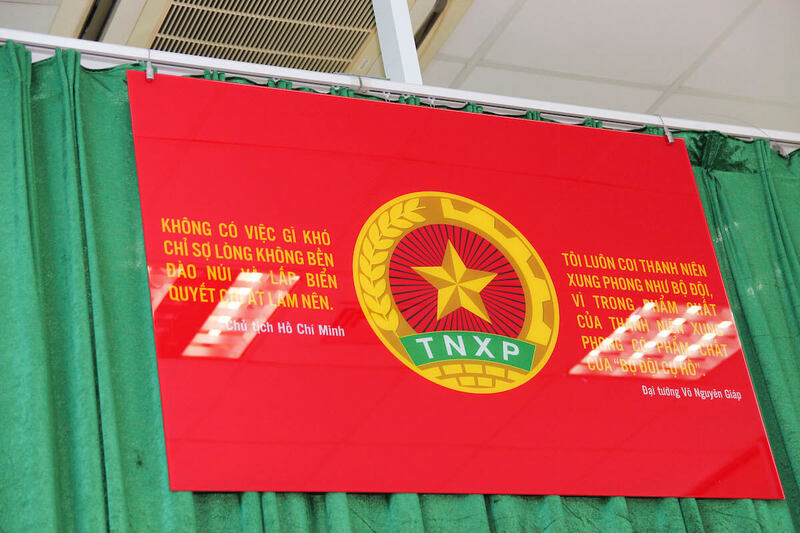 KHÔNG CÓ VIỆC GÌ KHÓ
CHỈ SỢ LÒNG KHÔNG BỀN
ĐÀO NÚI VÀ LẤP BIỂN
QUYẾT CHÍ ẮT LÀM NÊN.
Chủ tịch Hồ Chí Minh
TNXP
TÔI LUÔN COI THANH NIÊN
XUNG PHONG NHƯ BỘ ĐỘI,
VÌ TRONG PHẨM CHẤT
CỦA THANH NIÊN XUNG
PHONG CÓ PHẨM CHẤT
CỦA "BỘ ĐỘI CỤ HỒ".
Đại tướng Võ Nguyên Giáp